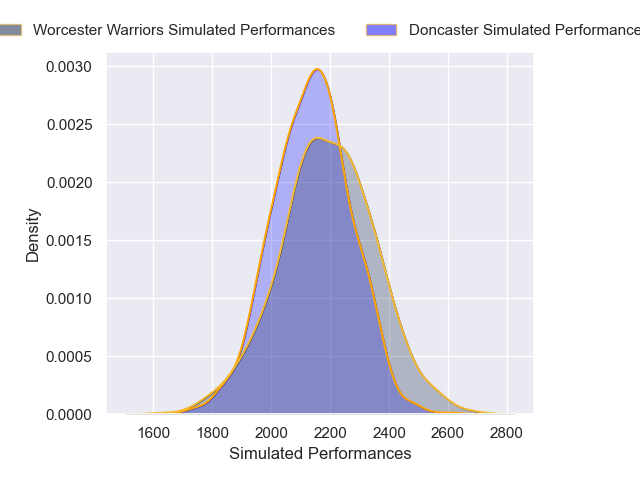 Worcester Warriors Simulated Performances
Doncaster Simulated Performance
0.0030
0.0025
0.0020
0.0015
0.0010
0.0005
0.0000
Density
1600 1800 2000 2200 2400 2600 2800
Simulated Performances